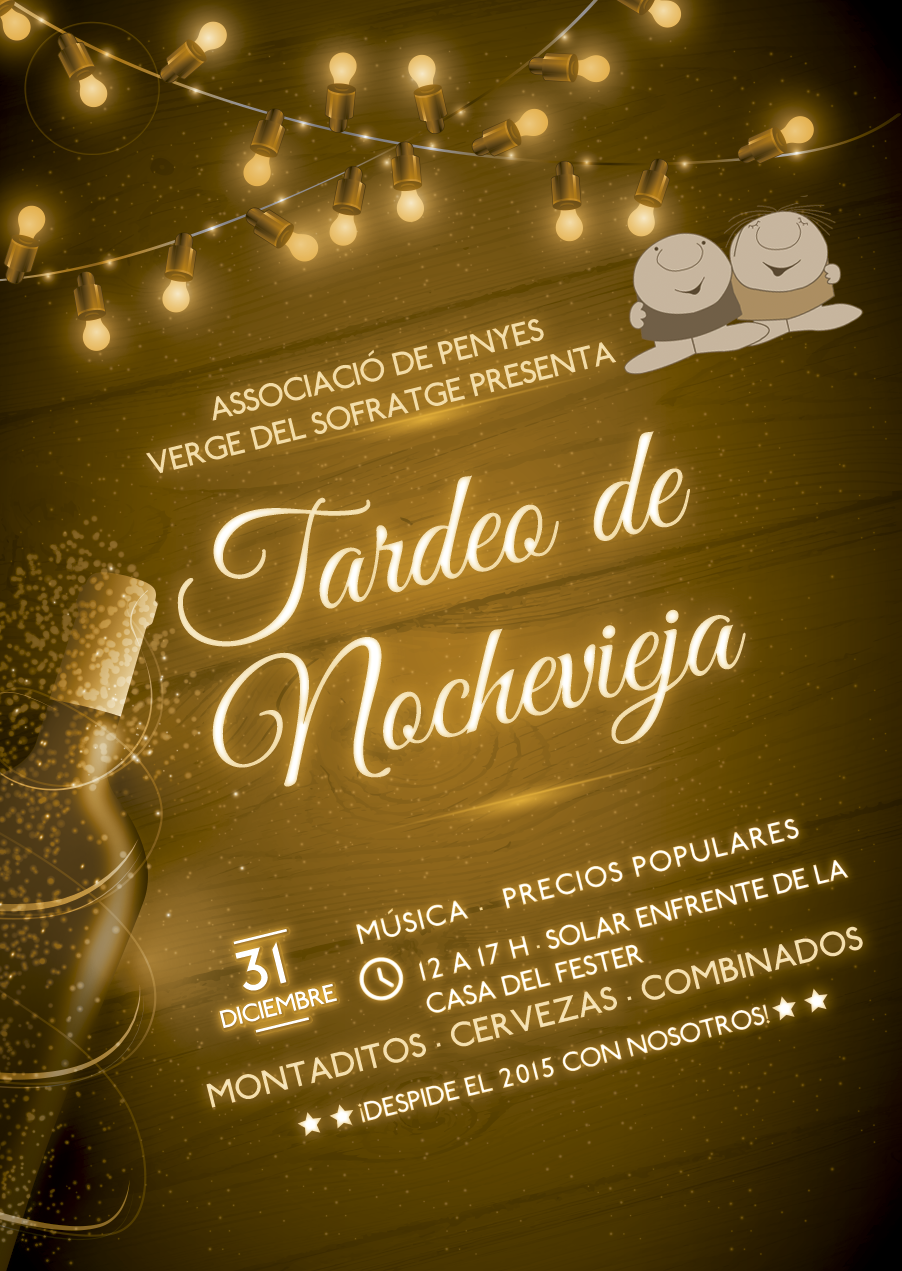 ASSOCIACIÓ DE PENYES
VERGE DEL SOFRATGE PRESENTA
Tardeo de
Nochevieja
MÚSICA · PRECIOS POPULARES
31
DICIEMBRE
12 A 17 H · SOLAR ENFRENTE DE LA
CASA DEL FESTER
MONTADITOS · CERVEZAS · COMBINADOS
¡DESPIDE EL 2015 CON NOSOTROS!